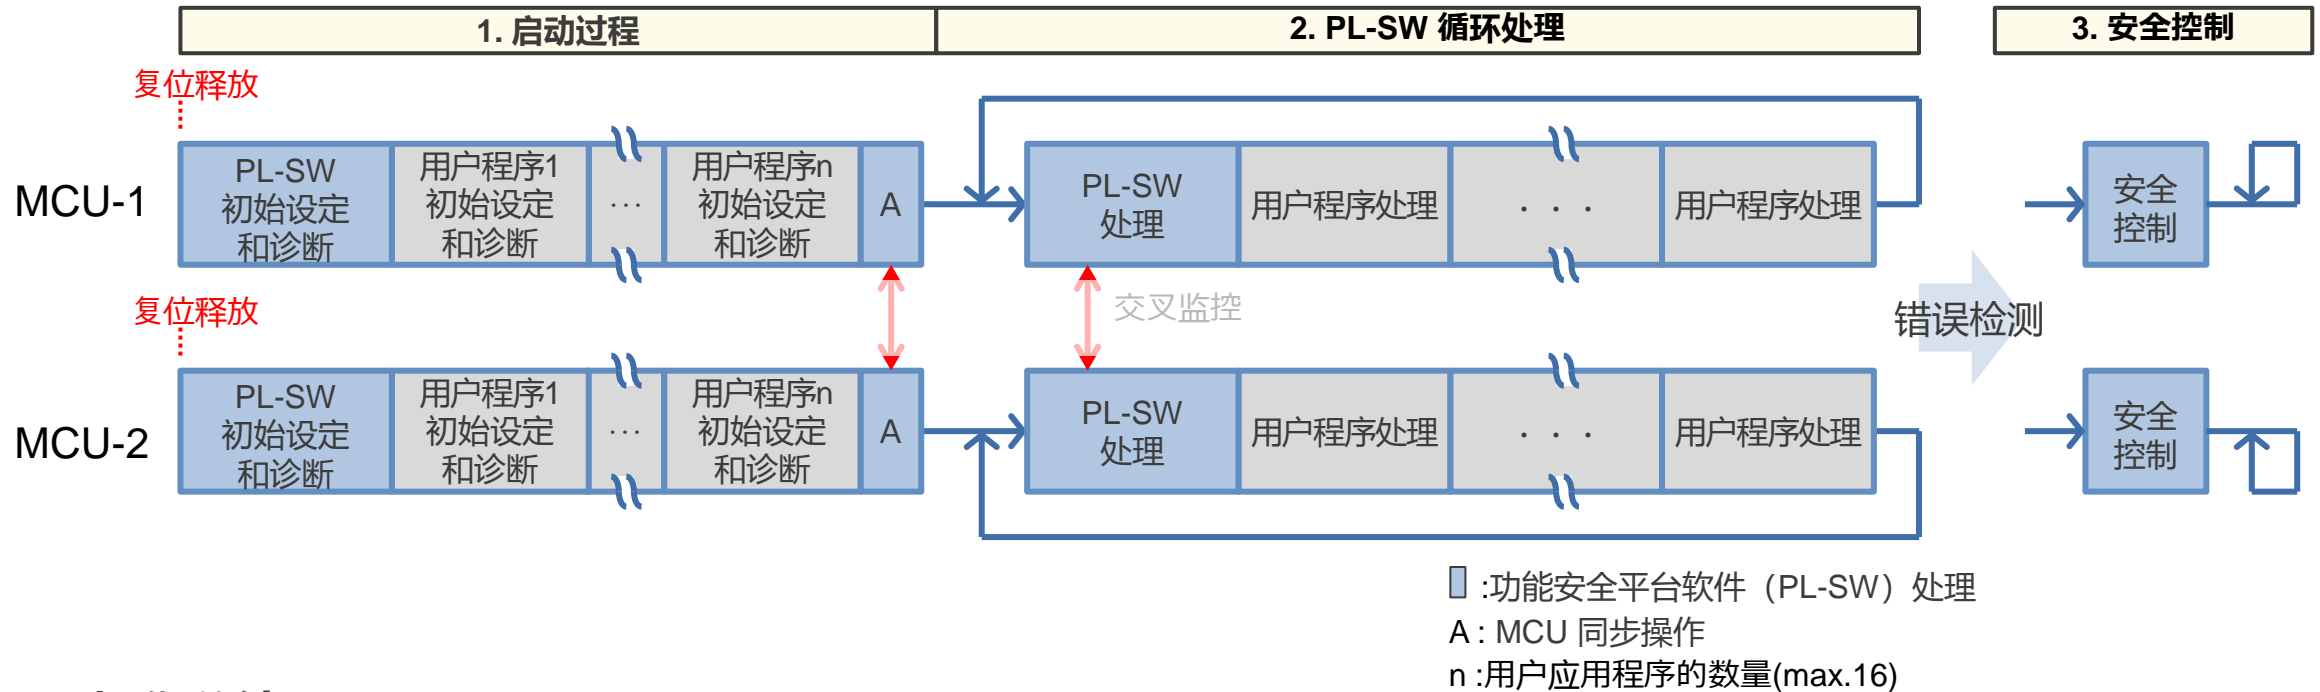 1. 启动过程
2. PL-SW 循环处理
3. 安全控制
复位释放
MCU-1
PL-SW
初始设定
和诊断
用户程序1
初始设定
和诊断
...
用户程序n
初始设定
和诊断
A
PL-SW
处理
用户程序处理
· · ·
用户程序处理
安全
控制
复位释放
交叉监控
错误检测
MCU-2
PL-SW
初始设定
和诊断
用户程序1
初始设定
和诊断
...
用户程序n
初始设定
和诊断
A
PL-SW
处理
用户程序处理
· · ·
用户程序处理
安全
控制
:功能安全平台软件（PL-SW）处理
A : MCU 同步操作
n :用户应用程序的数量(max.16)